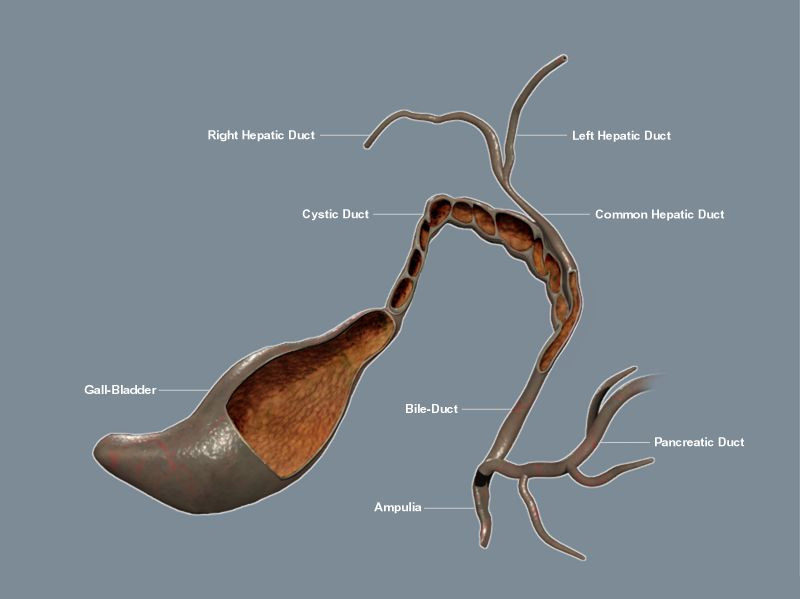 Right Hepatic Duct
Left Hepatic Duct
Cystic Duct
Common Hepatic Duct
Gall-Bladder
Bile-Duct
Pancreatic Duct
Ampulia